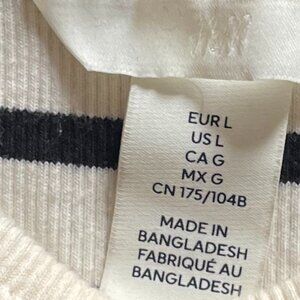 EUR L
US L
CA G
MX G
CN 175/104B
MADE IN
BANGLADESH
FABRIQUÉ AU
BANGLADESH